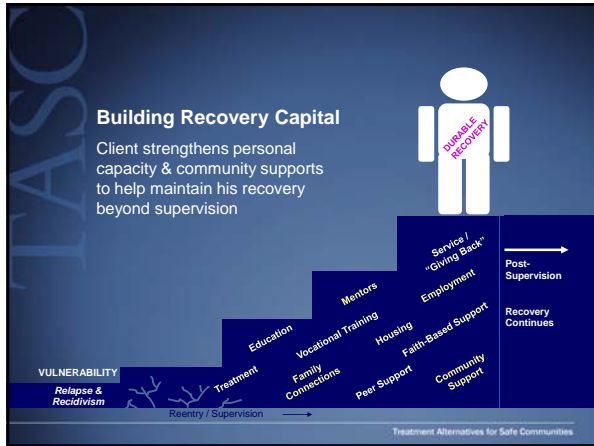 TASC
Building Recovery Capital
Client strengthens personal
capacity & community supports
to help maintain his recovery
beyond supervision
DURABLE
RECOVERY
Service /
"Giving Back"
Post-
Supervision
Mentors
Employment
Recovery
Continues
Education
Vocational Training
Housing
Faith-Based Support
VULNERABILITY
Relapse &
Recidivism
Treatment
Family
Connections
Peer Support
Community
Support
Reentry / Supervision
Treatment Alternatives for Safe Communities